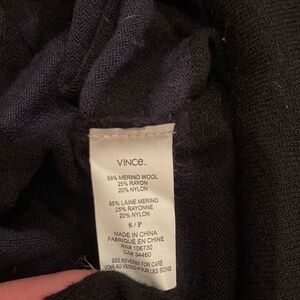 VINCE.
55% MERINO WOOL
25% RAYON
20% NYLON
55% LAINE MERINO
25% RAYONNE
20% NYLON
S / P
MADE IN CHINA
FABRIQUÉ EN CHINE
RN# 106730
CA# 34460
SEE REVERSE FOR CARE
VOIR AU VERSO POUR LES SOINS